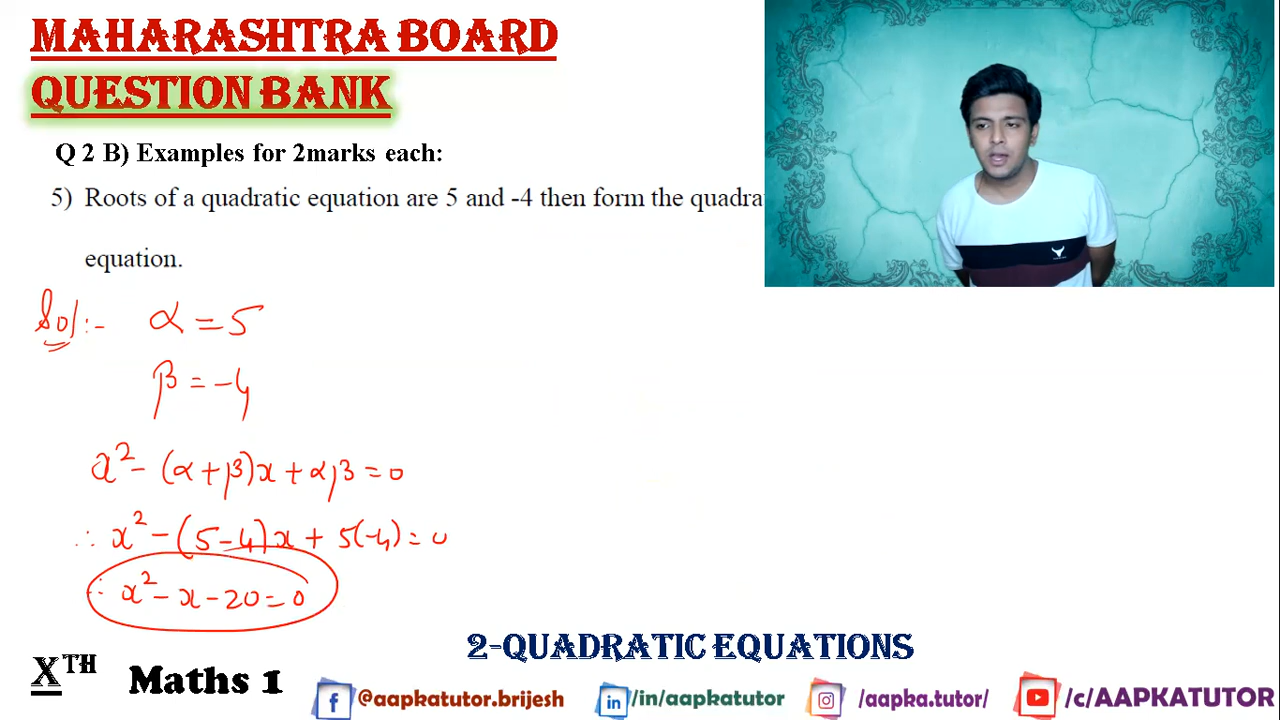 MAHARASHTRA BOARD
QUESTION BANK
Q 2 B) Examples for 2marks each:
5) Roots of a quadratic equation are 5 and -4 then form the quadra
equation.
Sol:- α = 5
β = -4
x² - (α + β)x + αβ = 0
∴ x² - (5 - 4)x + 5(-4) = 0
∴ x² - x - 20 = 0
2-QUADRATIC EQUATIONS
XTH Maths 1
@aapkatutor.brijesh /in/aapkatutor /aapka.tutor/ /c/AAPKATUTOR